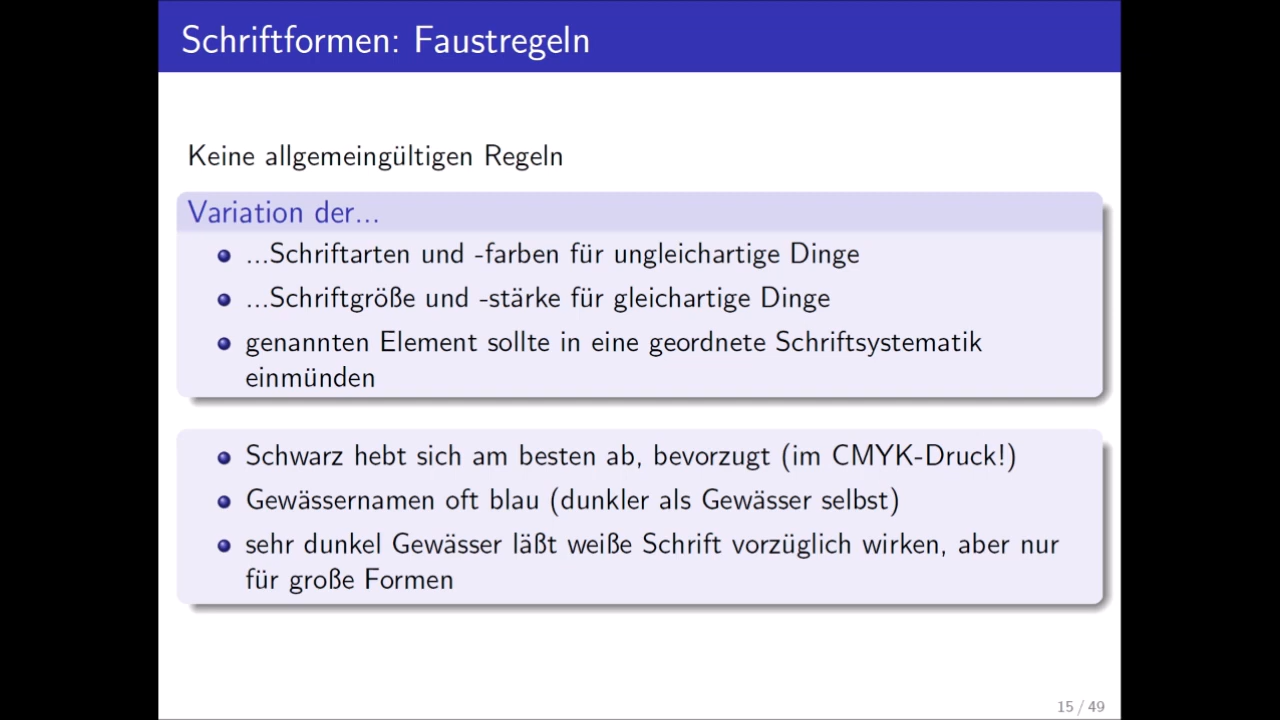 Schriftformen: Faustregeln
Keine allgemeingültigen Regeln
Variation der...
...Schriftarten und -farben für ungleichartige Dinge
...Schriftgröße und -stärke für gleichartige Dinge
genannten Element sollte in eine geordnete Schriftsystematik
einmünden
Schwarz hebt sich am besten ab, bevorzugt (im CMYK-Druck!)
Gewässernamen oft blau (dunkler als Gewässer selbst)
sehr dunkel Gewässer läßt weiße Schrift vorzüglich wirken, aber nur
für große Formen
15 / 49